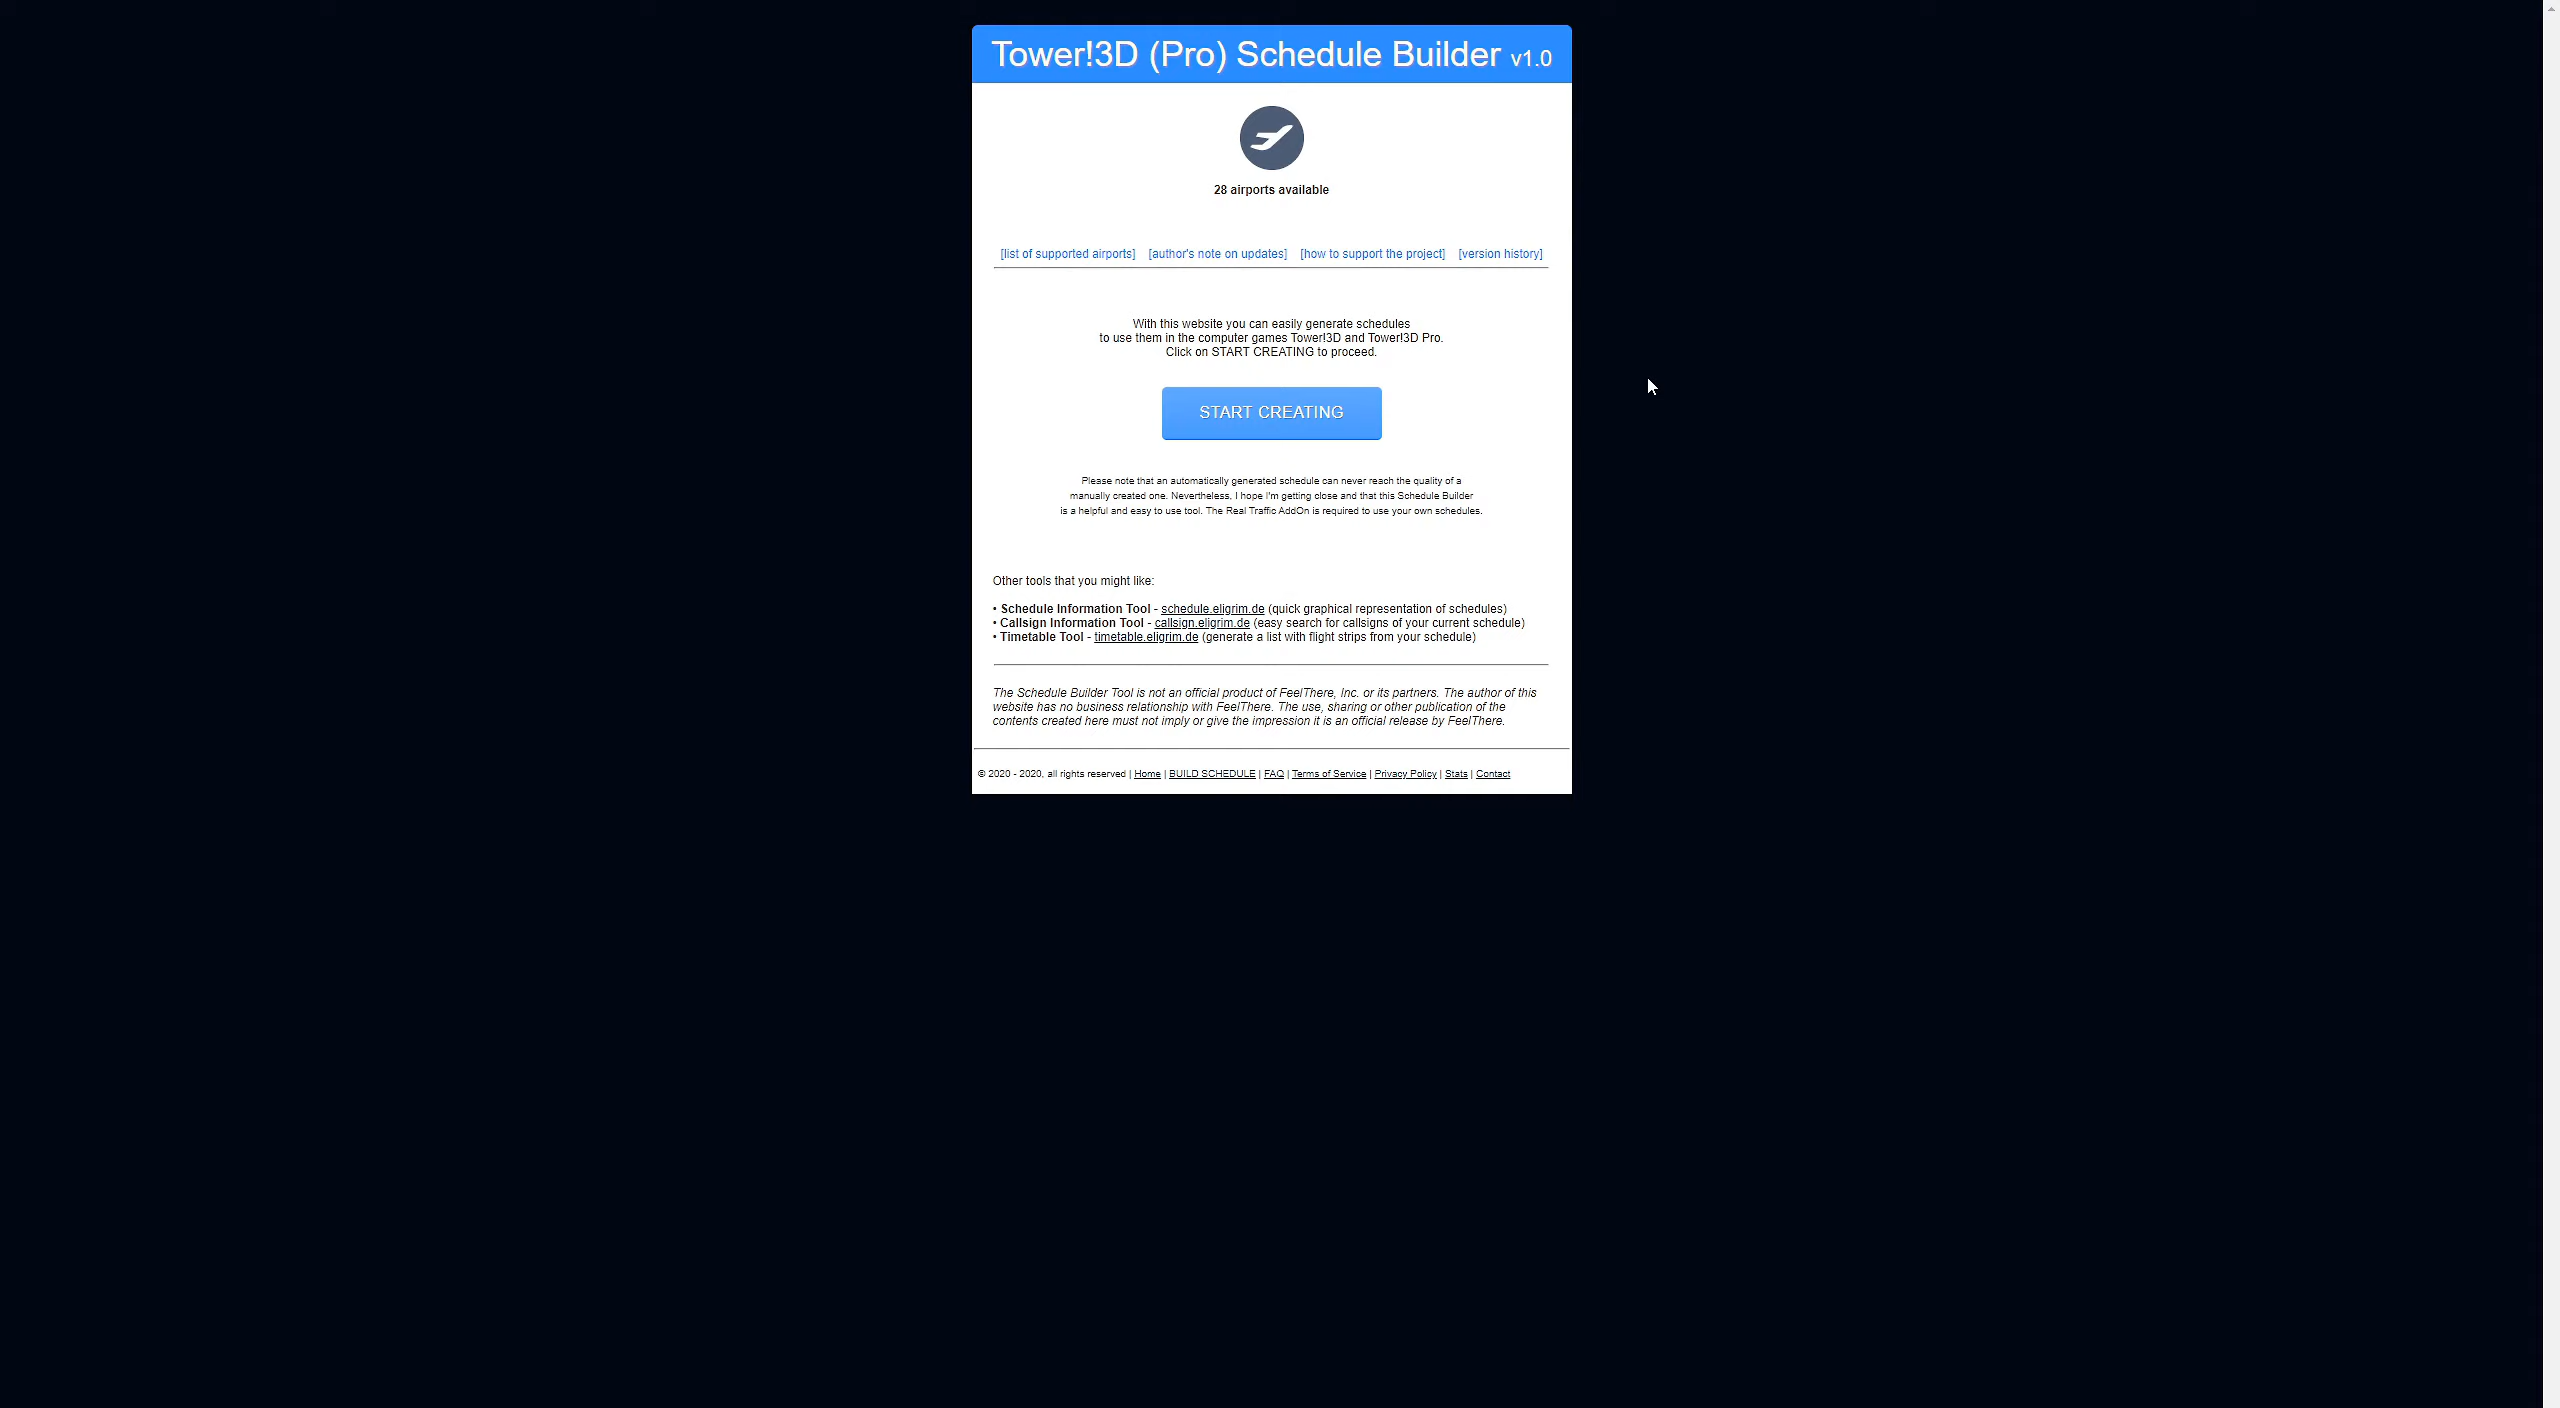 Tower!3D (Pro) Schedule Builder v1.0
28 airports available
[list of supported airports] [author's note on updates] [how to support the project] [version history]
With this website you can easily generate schedules
to use them in the computer games Tower!3D and Tower!3D Pro.
Click on START CREATING to proceed.
START CREATING
Please note that an automatically generated schedule can never reach the quality of a
manually created one. Nevertheless, I hope I'm getting close and that this Schedule Builder
is a helpful and easy to use tool. The Real Traffic AddOn is required to use your own schedules.
Other tools that you might like:
• Schedule Information Tool - schedule.eligrim.de (quick graphical representation of schedules)
• Callsign Information Tool - callsign.eligrim.de (easy search for callsigns of your current schedule)
• Timetable Tool - timetable.eligrim.de (generate a list with flight strips from your schedule)
The Schedule Builder Tool is not an official product of FeelThere, Inc. or its partners. The author of this
website has no business relationship with FeelThere. The use, sharing or other publication of the
contents created here must not imply or give the impression it is an official release by FeelThere.
© 2020 - 2020, all rights reserved | Home | BUILD SCHEDULE | FAQ | Terms of Service | Privacy Policy | Stats | Contact